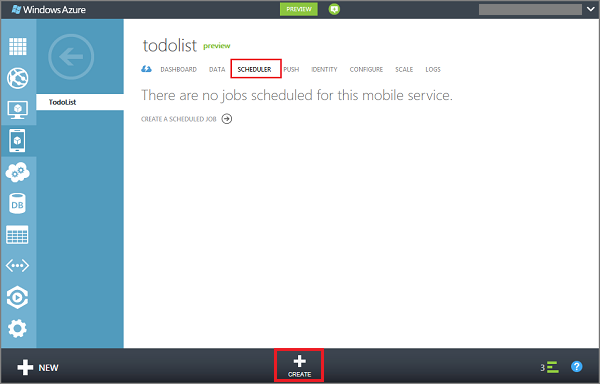 Windows Azure PREVIEW
todolist preview
DASHBOARD DATA SCHEDULER PUSH IDENTITY CONFIGURE SCALE LOGS
There are no jobs scheduled for this mobile service.
TodoList
CREATE A SCHEDULED JOB
DB
NEW CREATE 3 ?